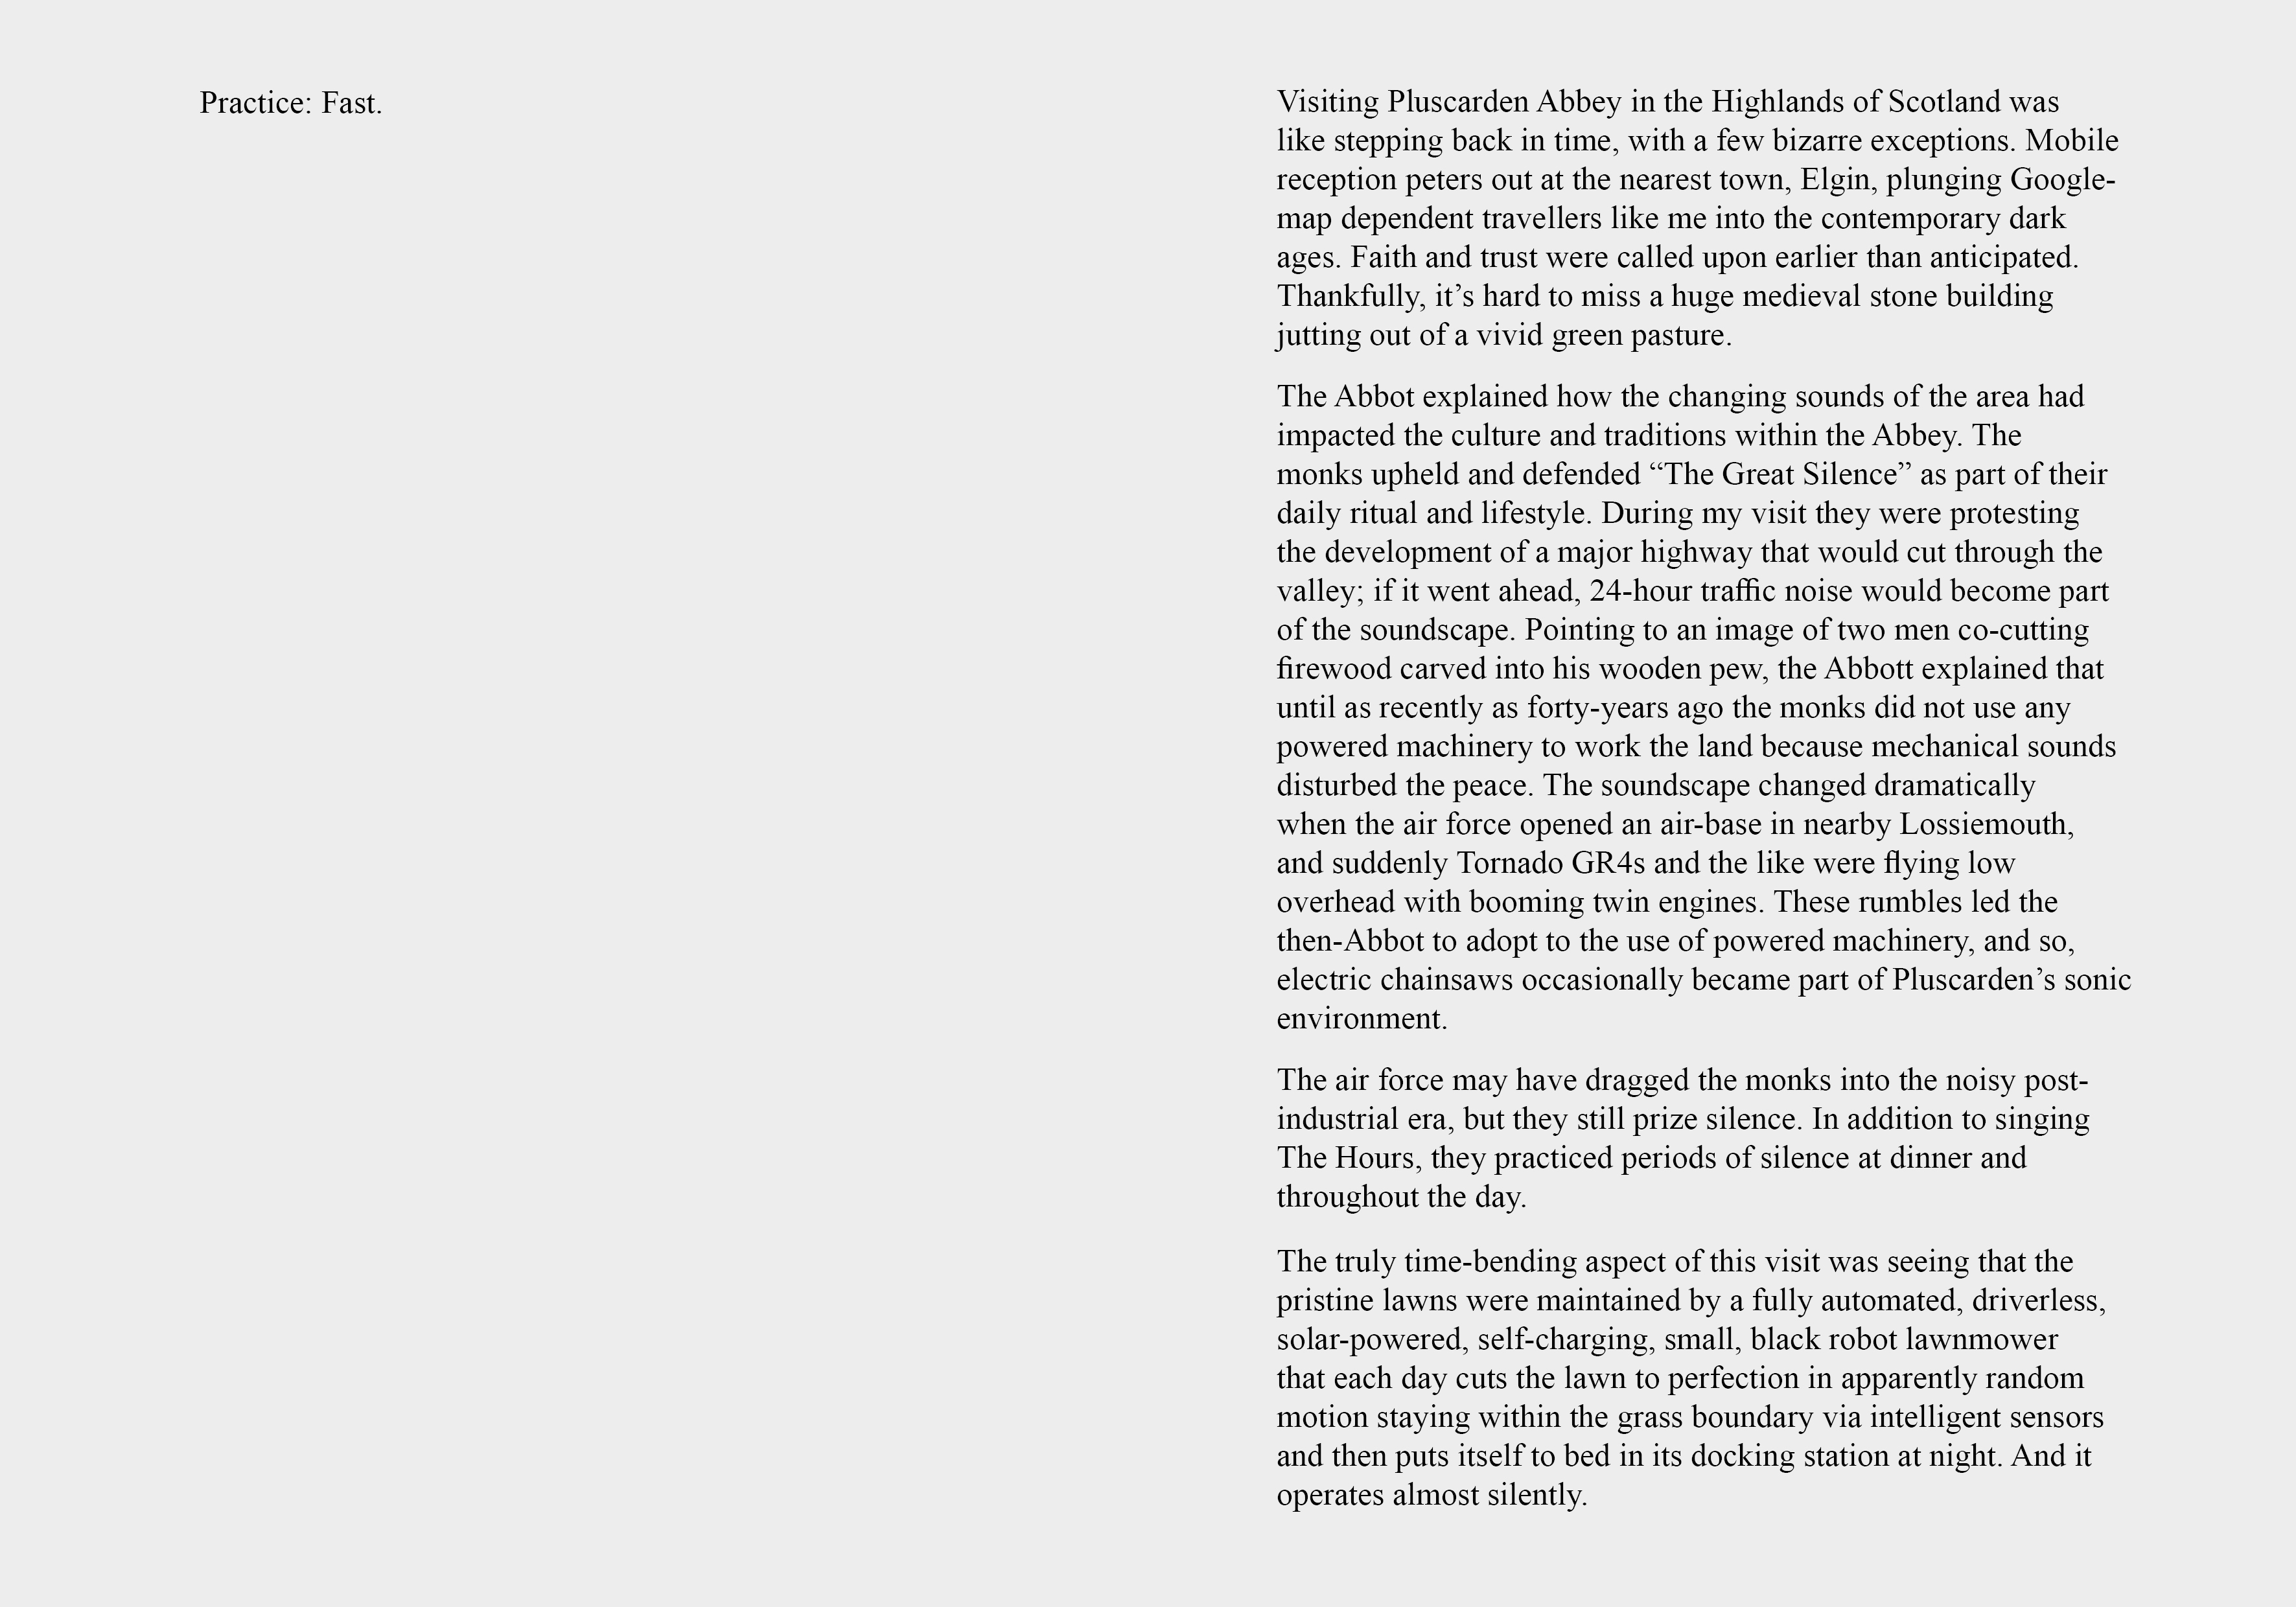 Practice: Fast.
Visiting Pluscarden Abbey in the Highlands of Scotland was
like stepping back in time, with a few bizarre exceptions. Mobile
reception peters out at the nearest town, Elgin, plunging Google-
map dependent travellers like me into the contemporary dark
ages. Faith and trust were called upon earlier than anticipated.
Thankfully, it’s hard to miss a huge medieval stone building
jutting out of a vivid green pasture.
The Abbot explained how the changing sounds of the area had
impacted the culture and traditions within the Abbey. The
monks upheld and defended “The Great Silence” as part of their
daily ritual and lifestyle. During my visit they were protesting
the development of a major highway that would cut through the
valley; if it went ahead, 24-hour traffic noise would become part
of the soundscape. Pointing to an image of two men co-cutting
firewood carved into his wooden pew, the Abbott explained that
until as recently as forty-years ago the monks did not use any
powered machinery to work the land because mechanical sounds
disturbed the peace. The soundscape changed dramatically
when the air force opened an air-base in nearby Lossiemouth,
and suddenly Tornado GR4s and the like were flying low
overhead with booming twin engines. These rumbles led the
then-Abbot to adopt to the use of powered machinery, and so,
electric chainsaws occasionally became part of Pluscarden’s sonic
environment.
The air force may have dragged the monks into the noisy post-
industrial era, but they still prize silence. In addition to singing
The Hours, they practiced periods of silence at dinner and
throughout the day.
The truly time-bending aspect of this visit was seeing that the
pristine lawns were maintained by a fully automated, driverless,
solar-powered, self-charging, small, black robot lawnmower
that each day cuts the lawn to perfection in apparently random
motion staying within the grass boundary via intelligent sensors
and then puts itself to bed in its docking station at night. And it
operates almost silently.